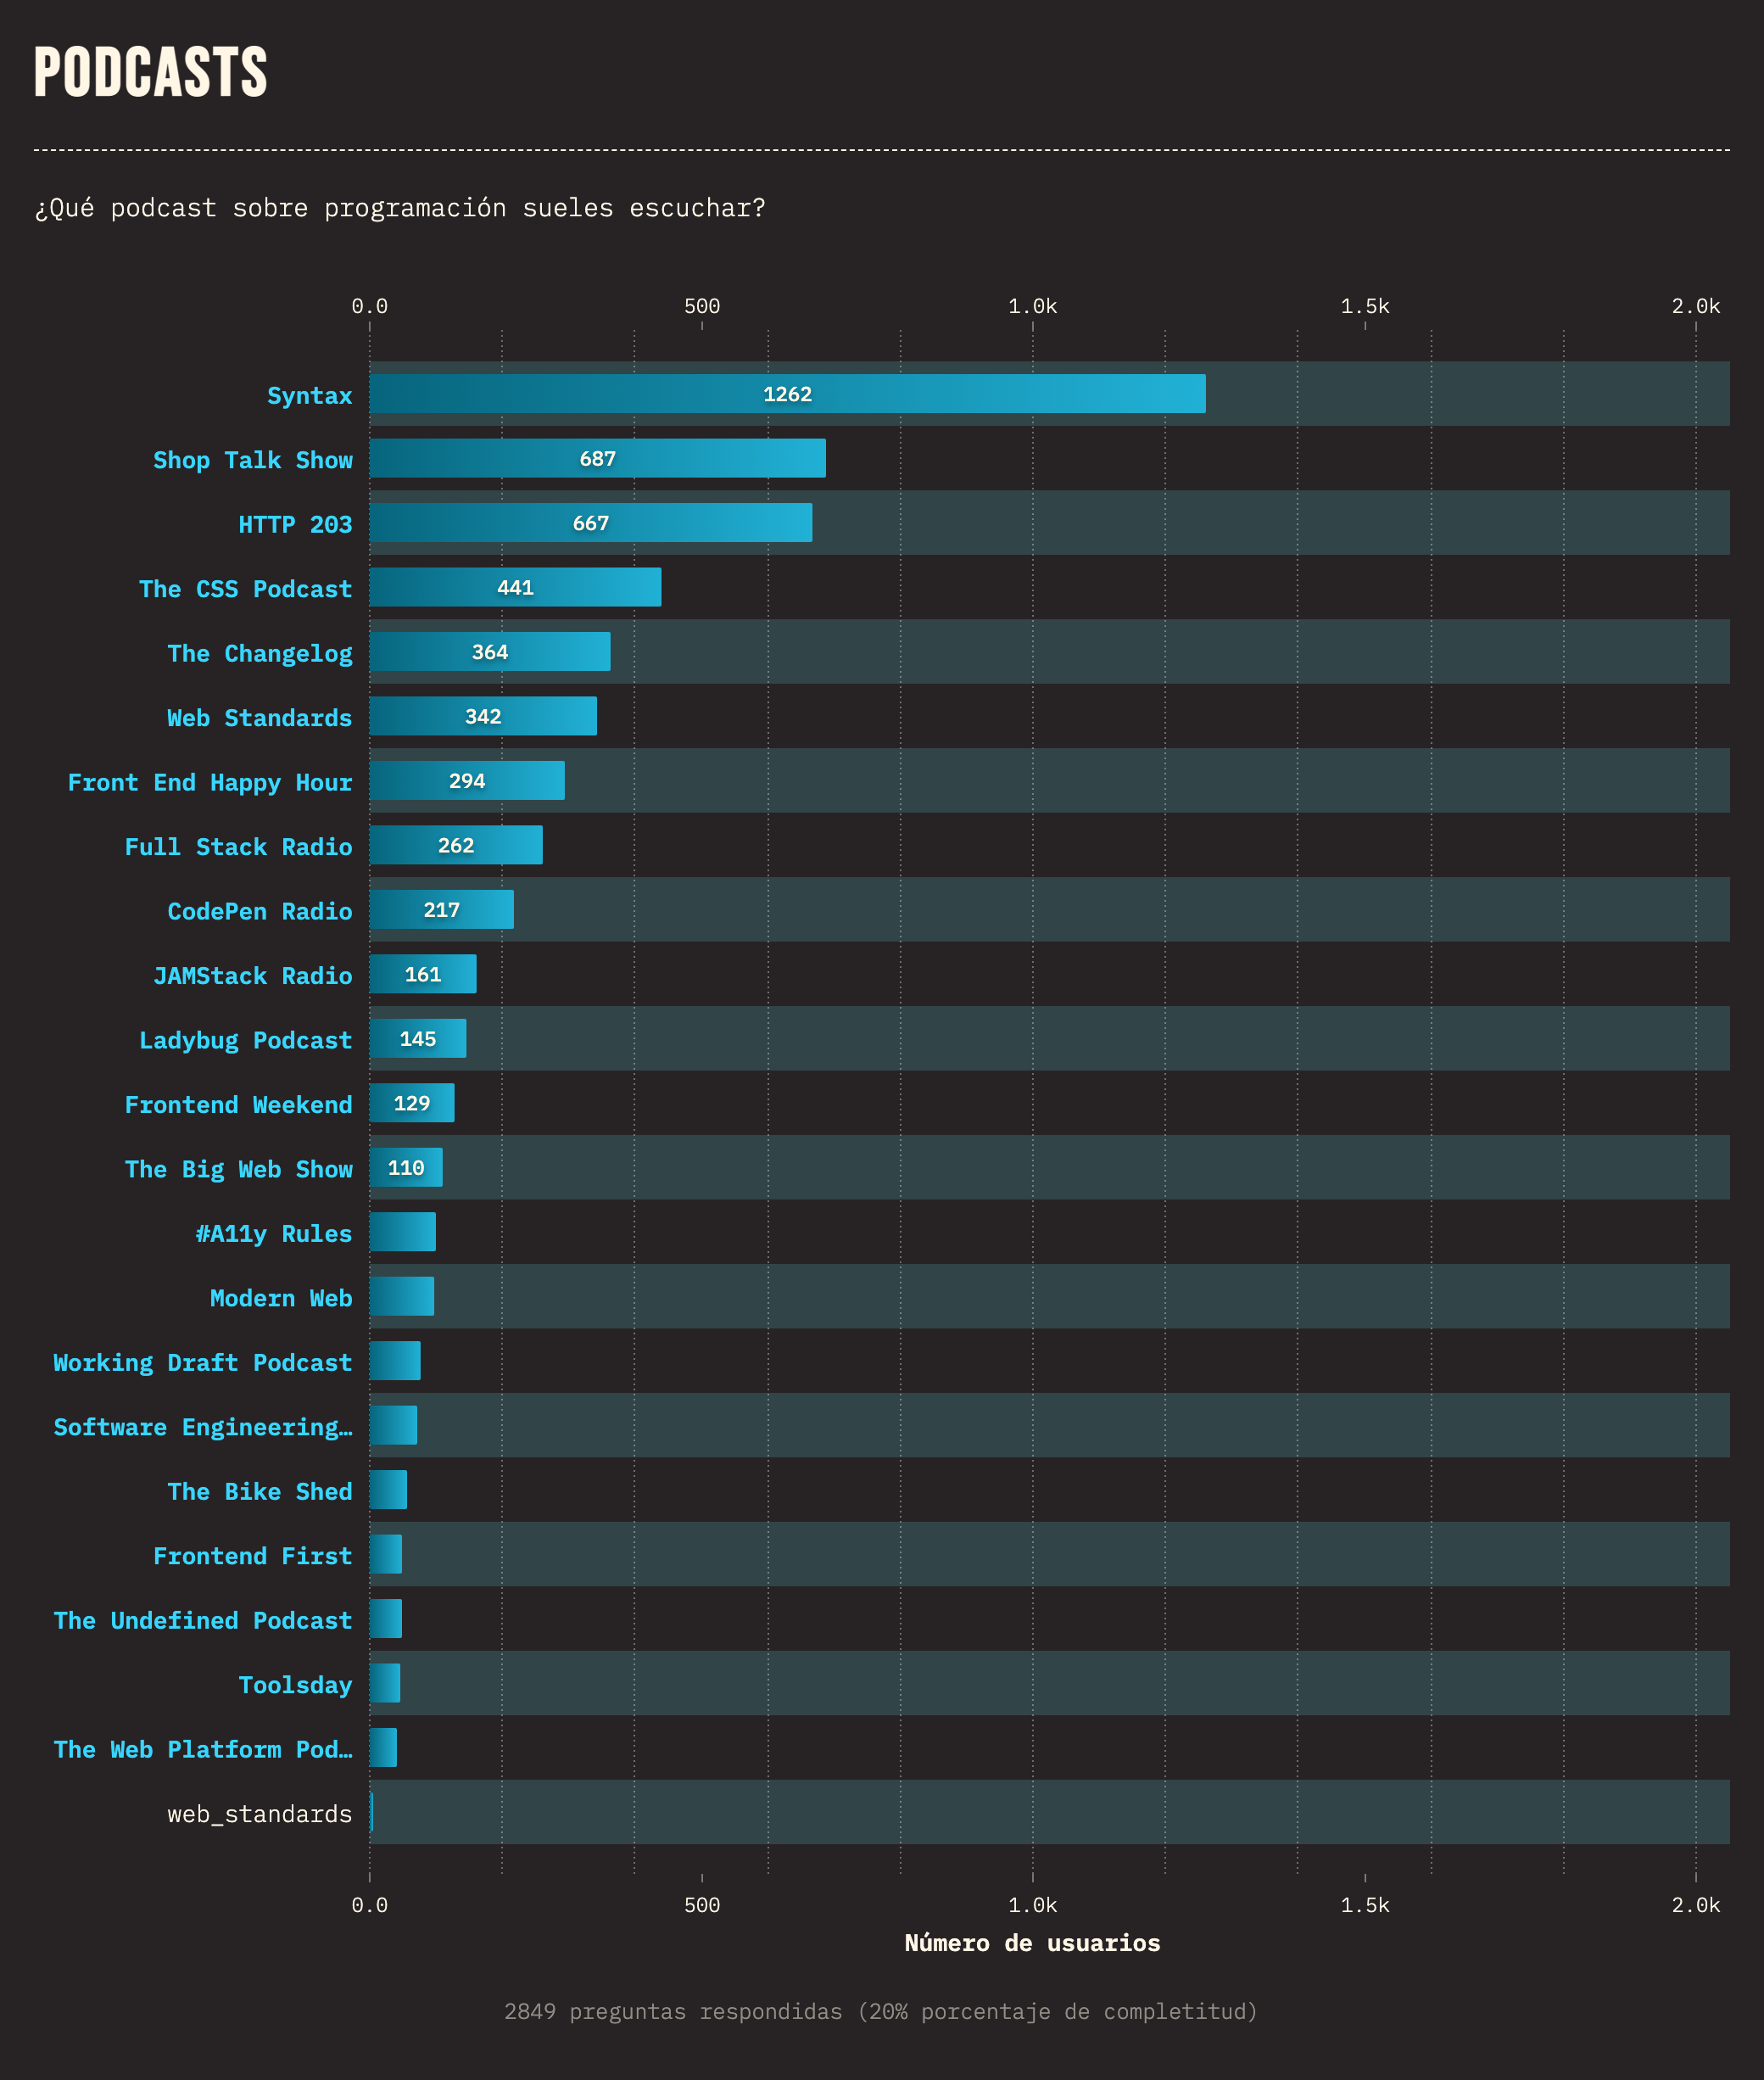 PODCASTS
¿Qué podcast sobre programación sueles escuchar?
0.0 500 1.0k 1.5k 2.0k
Syntax 1262
Shop Talk Show 687
HTTP 203 667
The CSS Podcast 441
The Changelog 364
Web Standards 342
Front End Happy Hour 294
Full Stack Radio 262
CodePen Radio 217
JAMStack Radio 161
Ladybug Podcast 145
Frontend Weekend 129
The Big Web Show 110
#A11y Rules
Modern Web
Working Draft Podcast
Software Engineering…
The Bike Shed
Frontend First
The Undefined Podcast
Toolsday
The Web Platform Pod…
web_standards
0.0 500 1.0k 1.5k 2.0k
Número de usuarios
2849 preguntas respondidas (20% porcentaje de completitud)